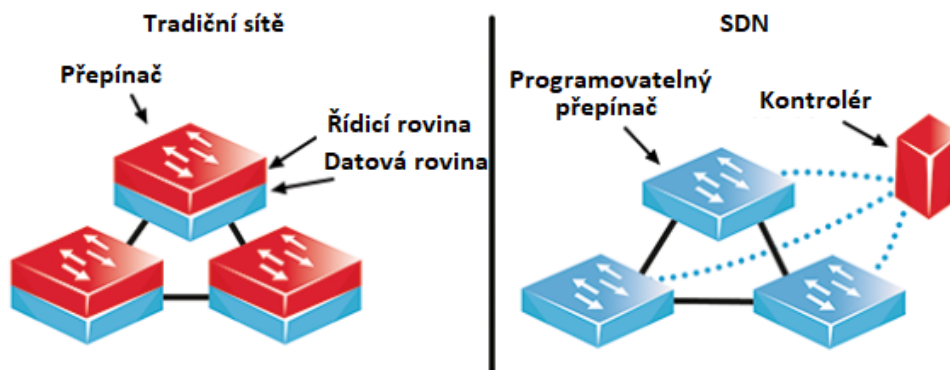 Tradiční sítě
Přepínač
Řídicí rovina
Datová rovina
SDN
Programovatelný
přepínač
Kontrolér